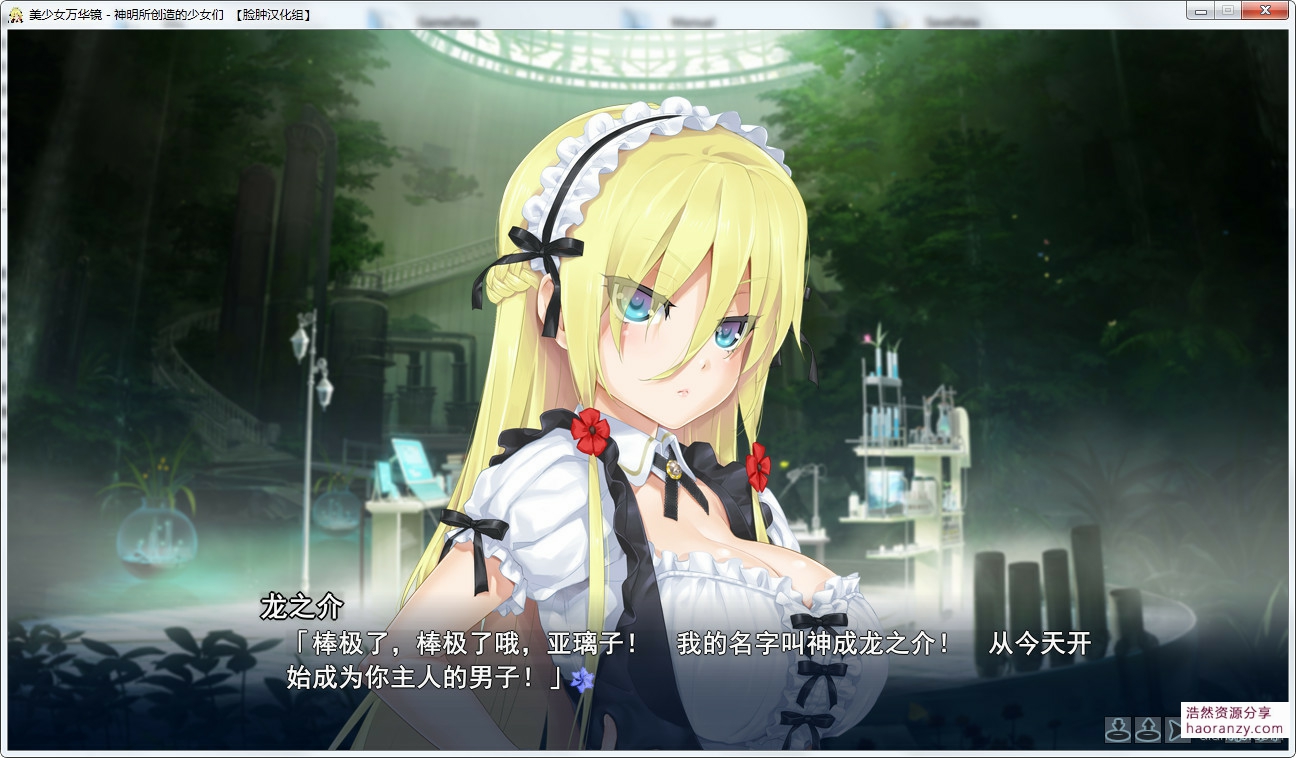 美少女万华镜 - 神明所创造的少女们 【脸肿汉化组】
龙之介
「棒极了，棒极了哦，亚璃子！　我的名字叫神成龙之介！　从今天开
始成为你主人的男子！」
浩然资源分享
haoranzy.com